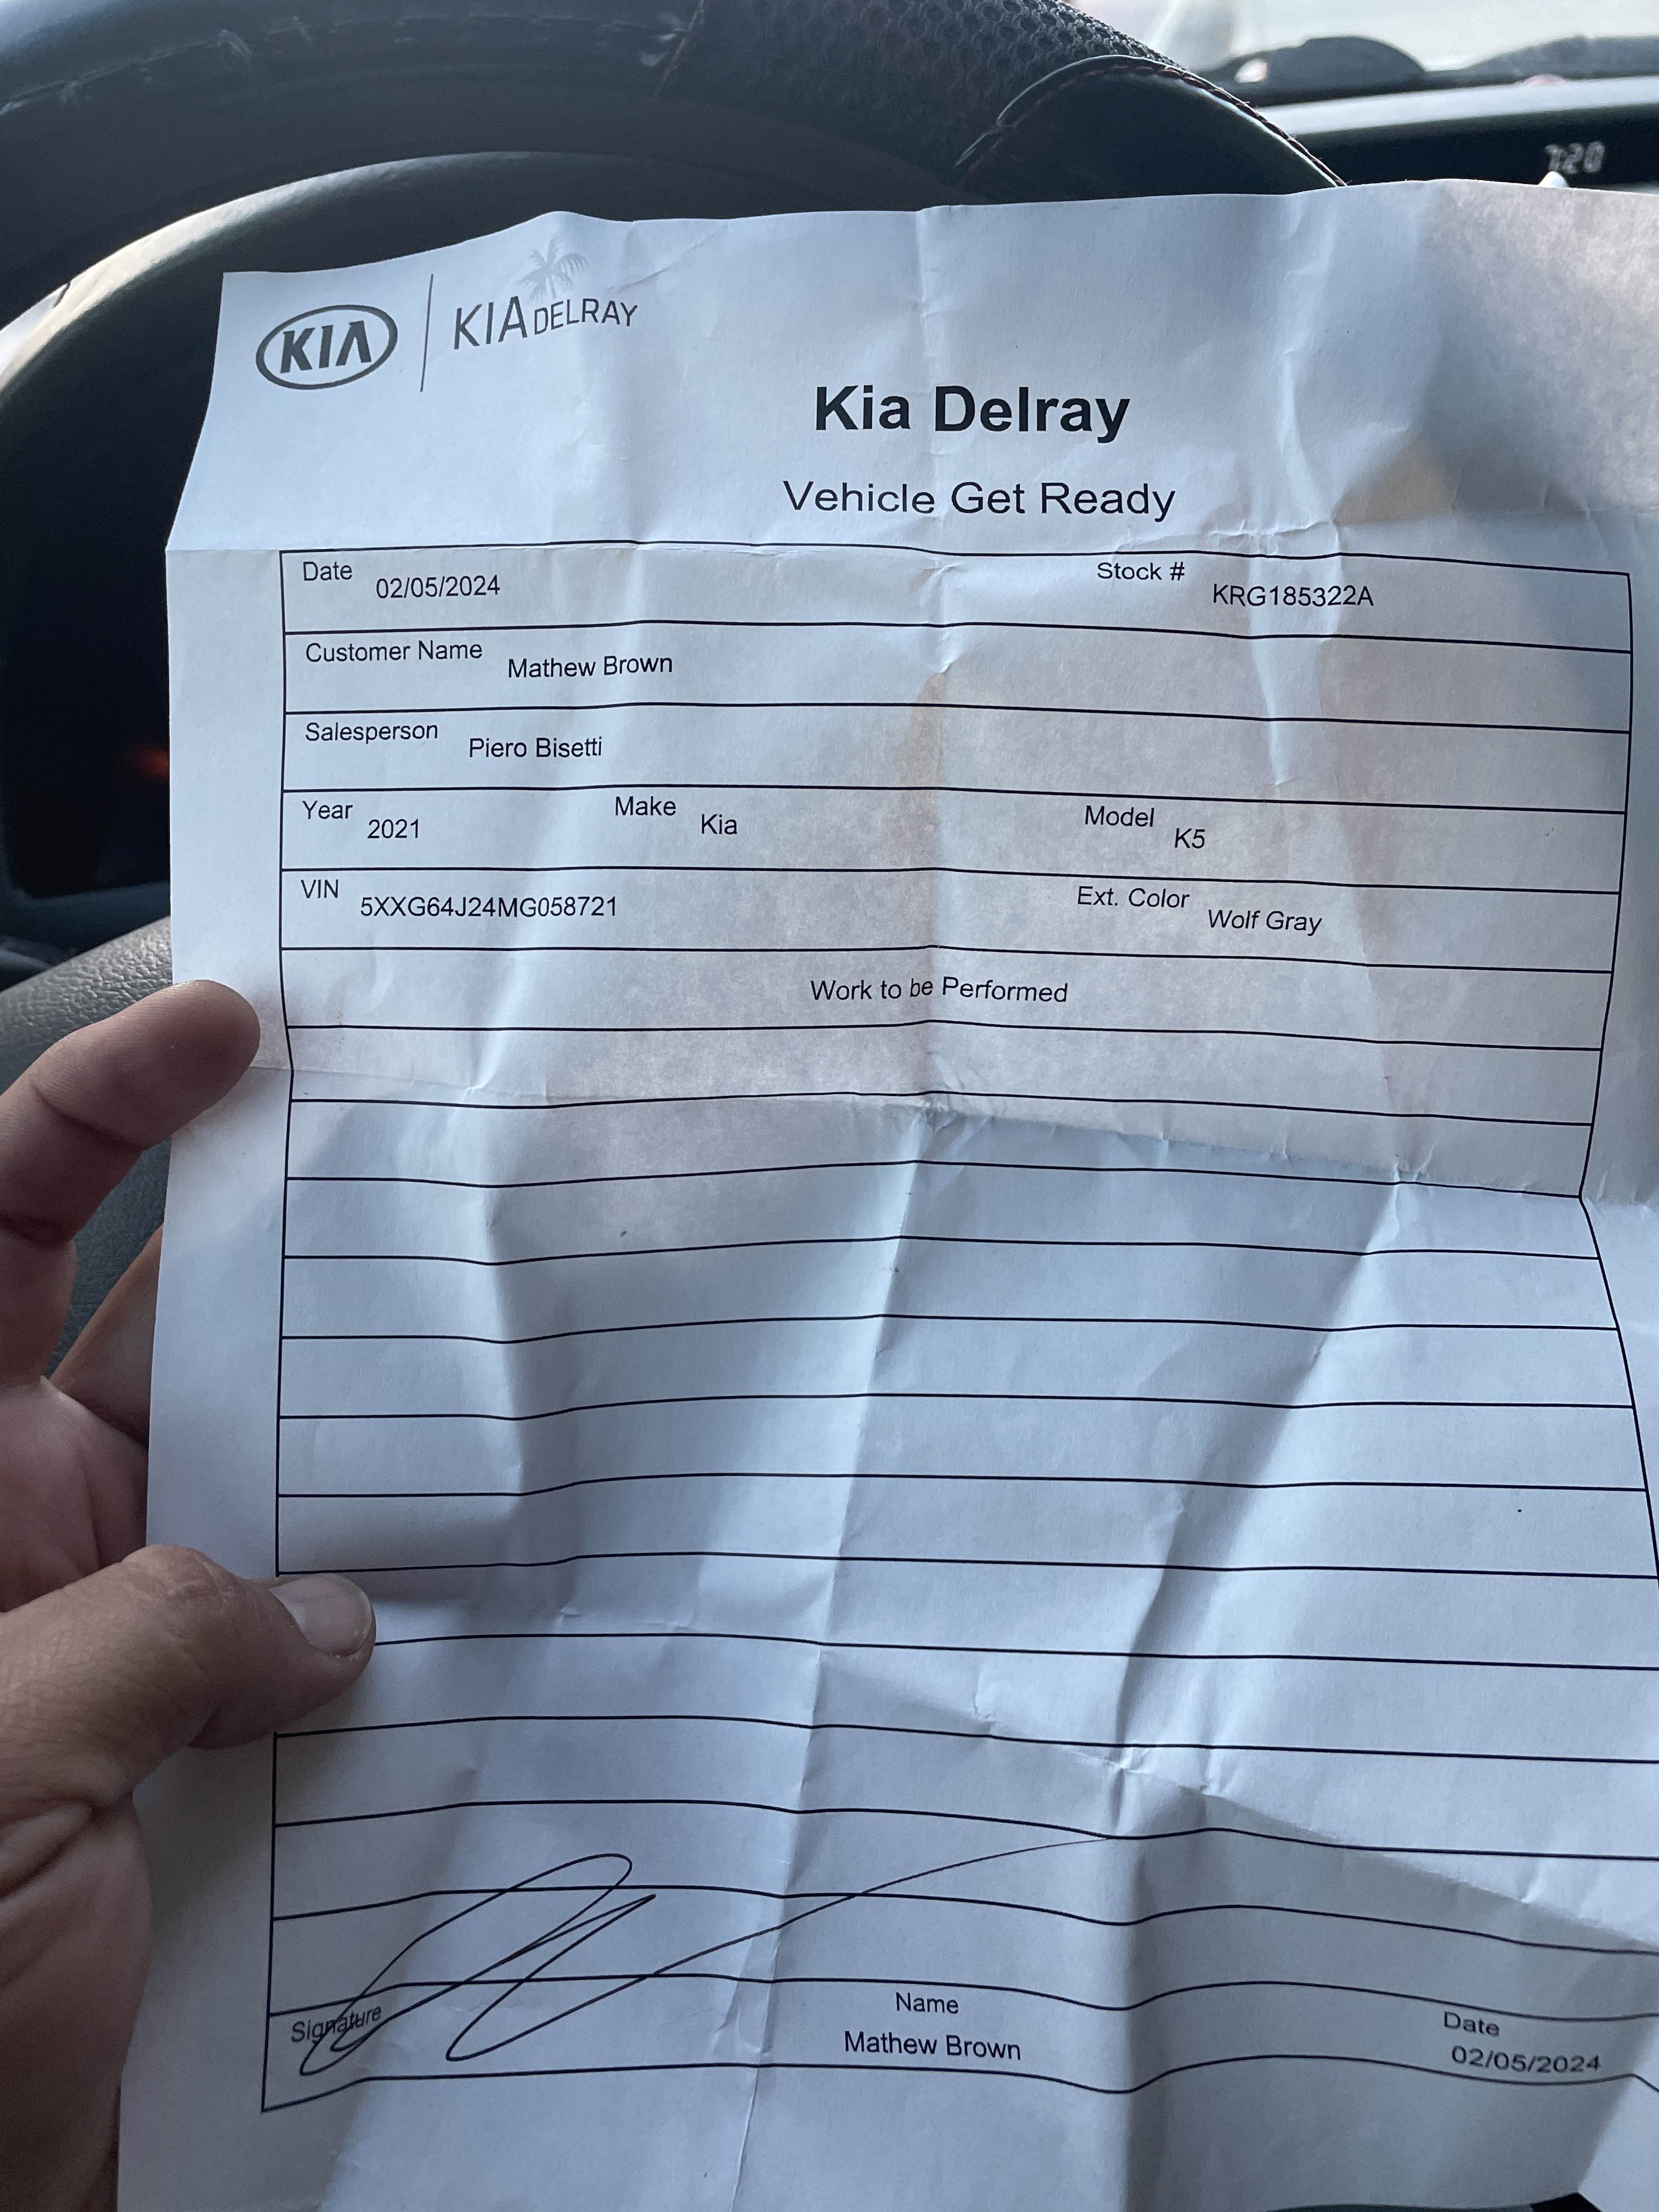 7:20
KIA KIA DELRAY
Kia Delray
Vehicle Get Ready
Date 02/05/2024 Stock # KRG185322A
Customer Name Mathew Brown
Salesperson Piero Bisetti
Year 2021 Make Kia Model K5
VIN 5XXG64J24MG058721 Ext. Color Wolf Gray
Work to be Performed
Signature Name Mathew Brown Date 02/05/2024